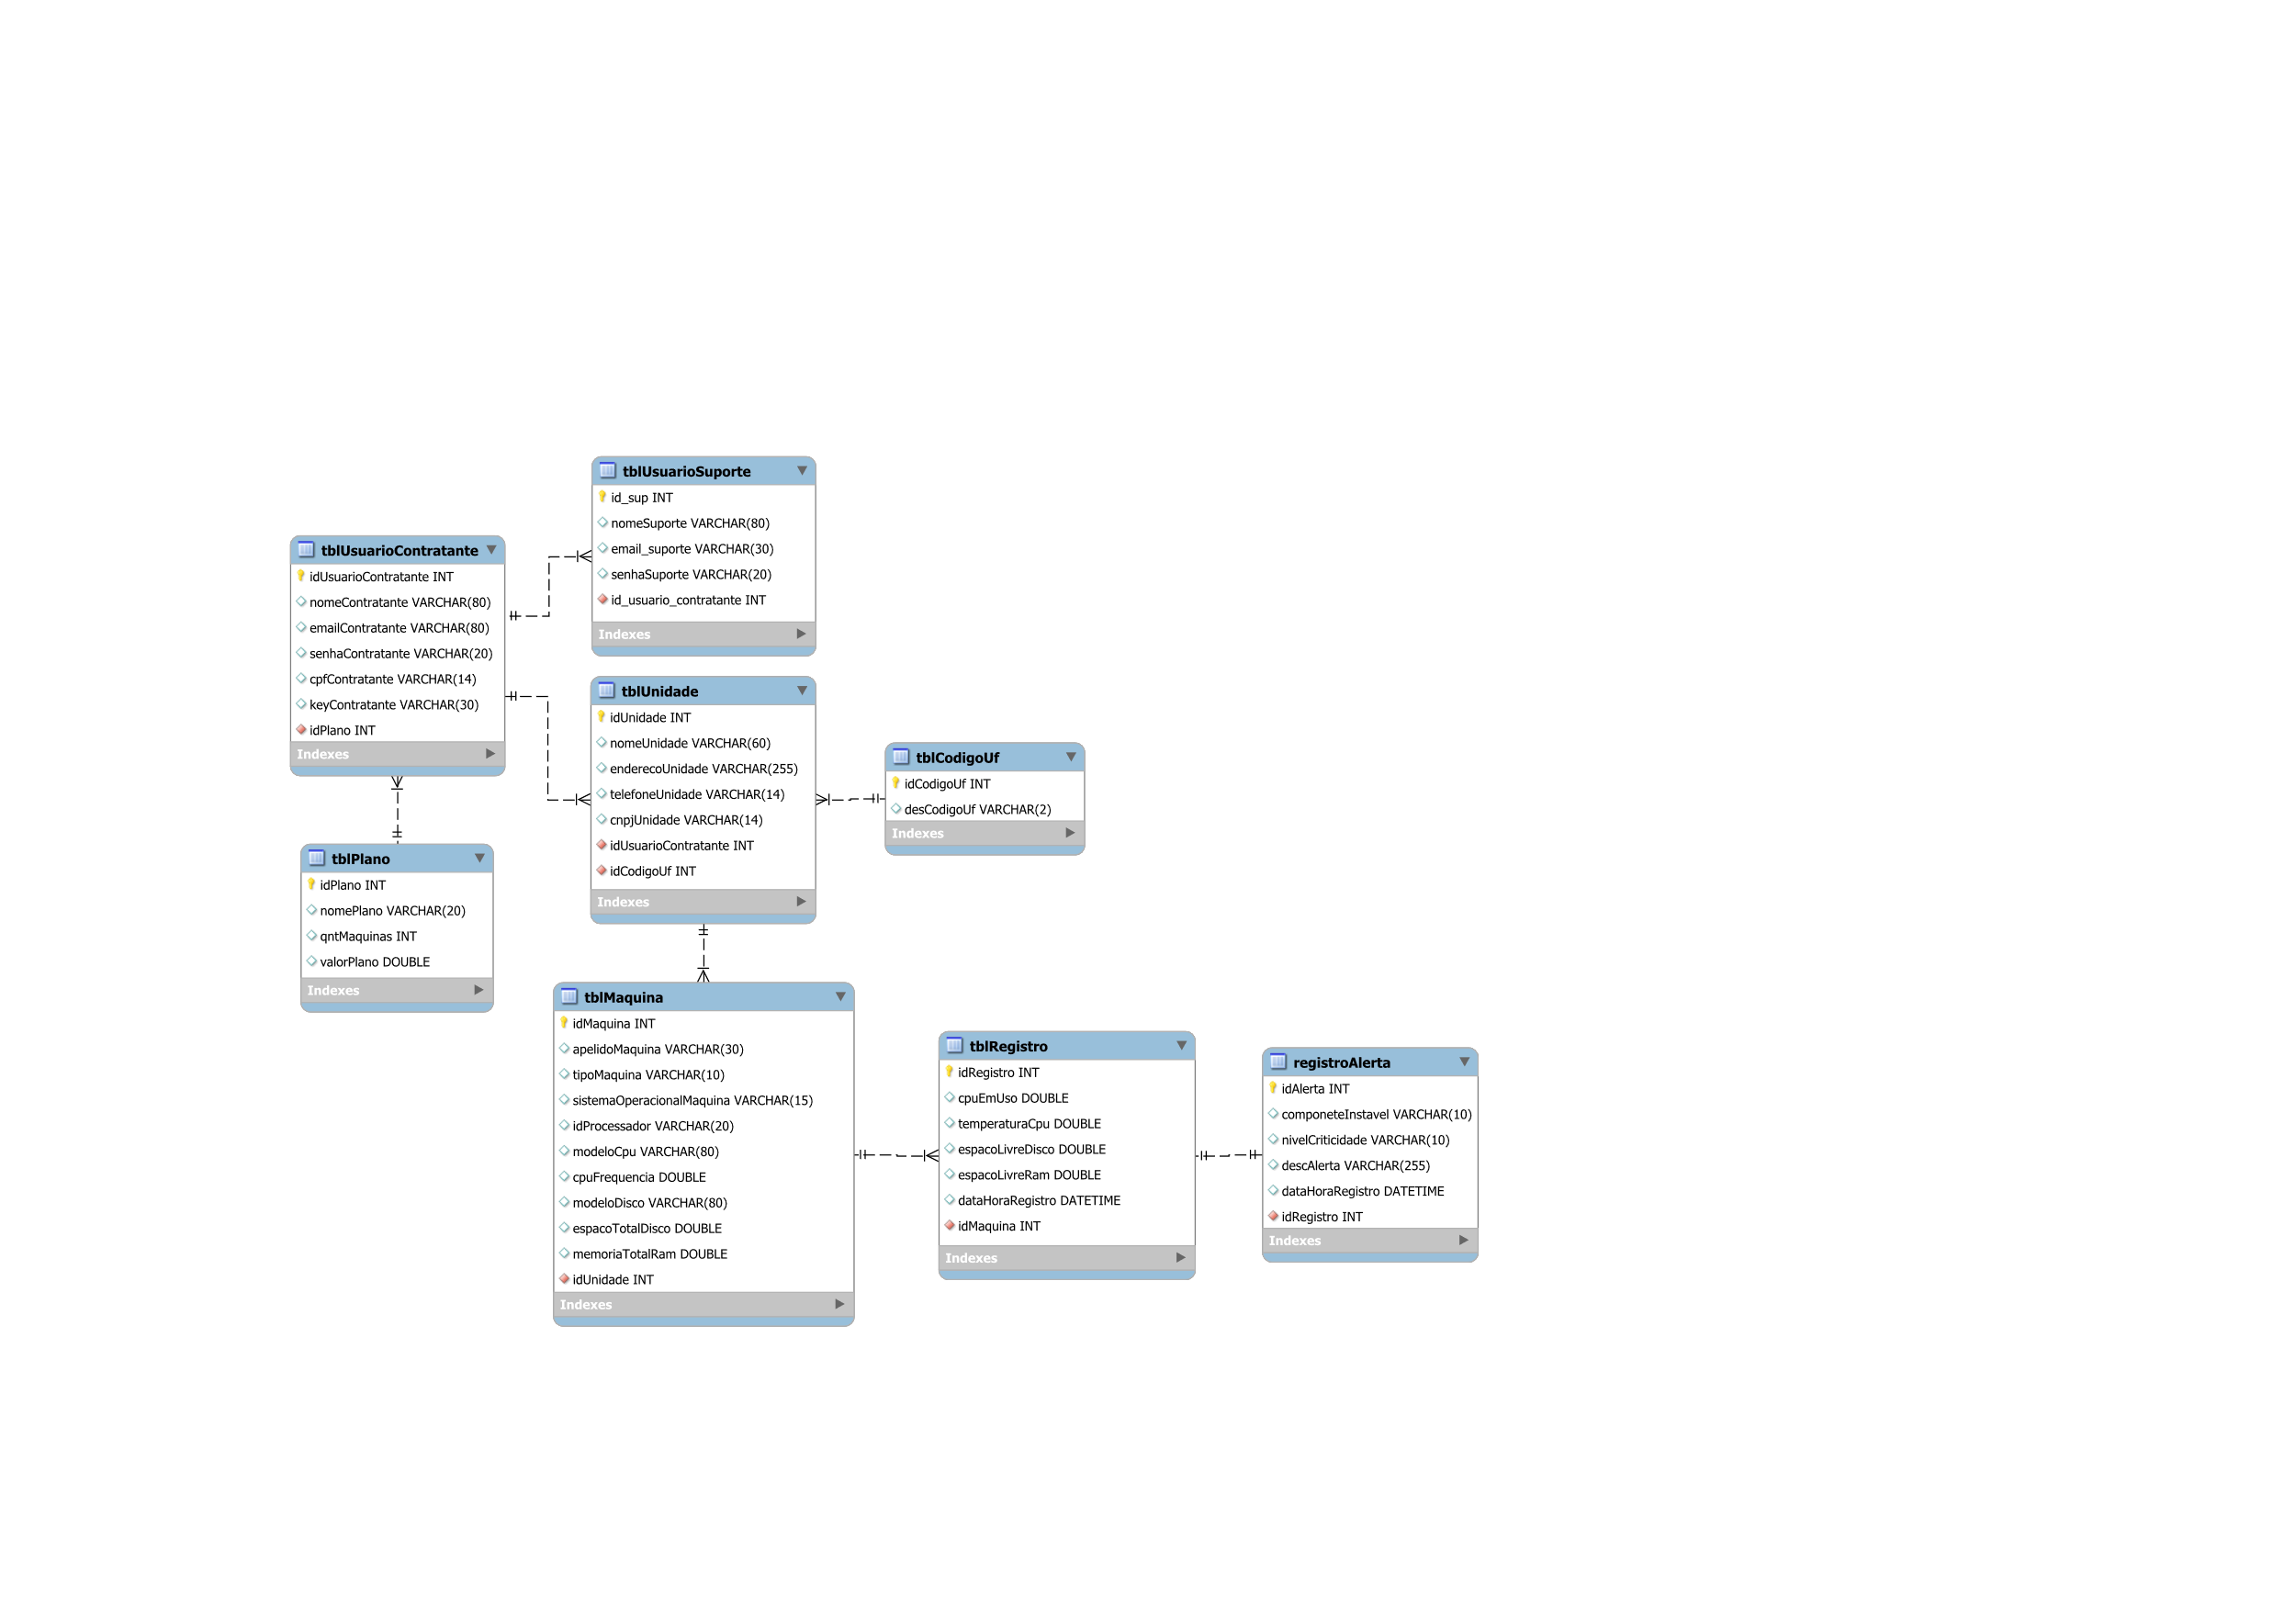 tblUsuarioSuporte
id_sup INT
nomeSuporte VARCHAR(80)
email_suporte VARCHAR(30)
senhaSuporte VARCHAR(20)
id_usuario_contratante INT
Indexes
tblUsuarioContratante
idUsuarioContratante INT
nomeContratante VARCHAR(80)
emailContratante VARCHAR(80)
senhaContratante VARCHAR(20)
cpfContratante VARCHAR(14)
keyContratante VARCHAR(30)
idPlano INT
Indexes
tblUnidade
idUnidade INT
nomeUnidade VARCHAR(60)
enderecoUnidade VARCHAR(255)
telefoneUnidade VARCHAR(14)
cnpjUnidade VARCHAR(14)
idUsuarioContratante INT
idCodigoUf INT
Indexes
tblCodigoUf
idCodigoUf INT
desCodigoUf VARCHAR(2)
Indexes
tblPlano
idPlano INT
nomePlano VARCHAR(20)
qntMaquinas INT
valorPlano DOUBLE
Indexes
tblMaquina
idMaquina INT
apelidoMaquina VARCHAR(30)
tipoMaquina VARCHAR(10)
sistemaOperacionalMaquina VARCHAR(15)
idProcessador VARCHAR(20)
modeloCpu VARCHAR(80)
cpuFrequencia DOUBLE
modeloDisco VARCHAR(80)
espacoTotalDisco DOUBLE
memoriaTotalRam DOUBLE
idUnidade INT
Indexes
tblRegistro
idRegistro INT
cpuEmUso DOUBLE
temperaturaCpu DOUBLE
espacoLivreDisco DOUBLE
espacoLivreRam DOUBLE
dataHoraRegistro DATETIME
idMaquina INT
Indexes
registroAlerta
idAlerta INT
componeteInstavel VARCHAR(10)
nivelCriticidade VARCHAR(10)
descAlerta VARCHAR(255)
dataHoraRegistro DATETIME
idRegistro INT
Indexes